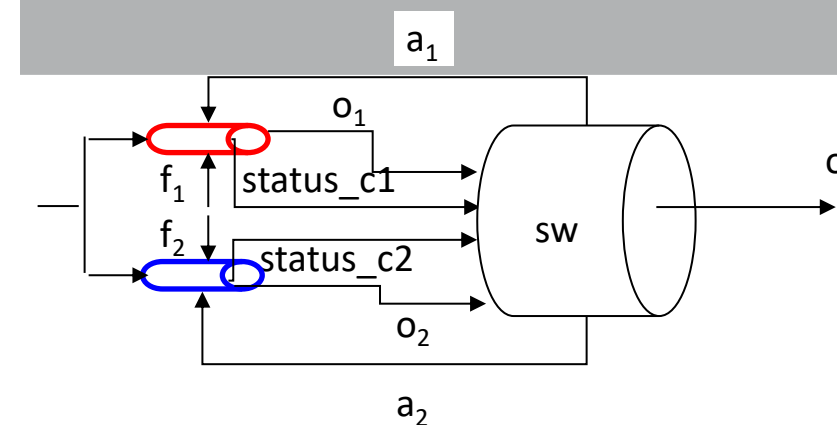 a₁
o₁
f₁
status_c1
sw
f₂
status_c2
o₂
a₂